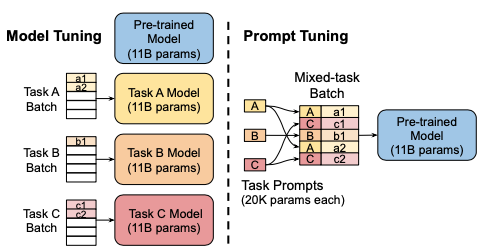 Model Tuning
Pre-trained
Model
(11B params)
Task A
Batch
a1
a2
Task A Model
(11B params)
Task B
Batch
b1
Task B Model
(11B params)
Task C
Batch
c1
c2
Task C Model
(11B params)
Prompt Tuning
Mixed-task
Batch
A
B
C
A a1
C c1
B b1
A a2
C c2
Task Prompts
(20K params each)
Pre-trained
Model
(11B params)